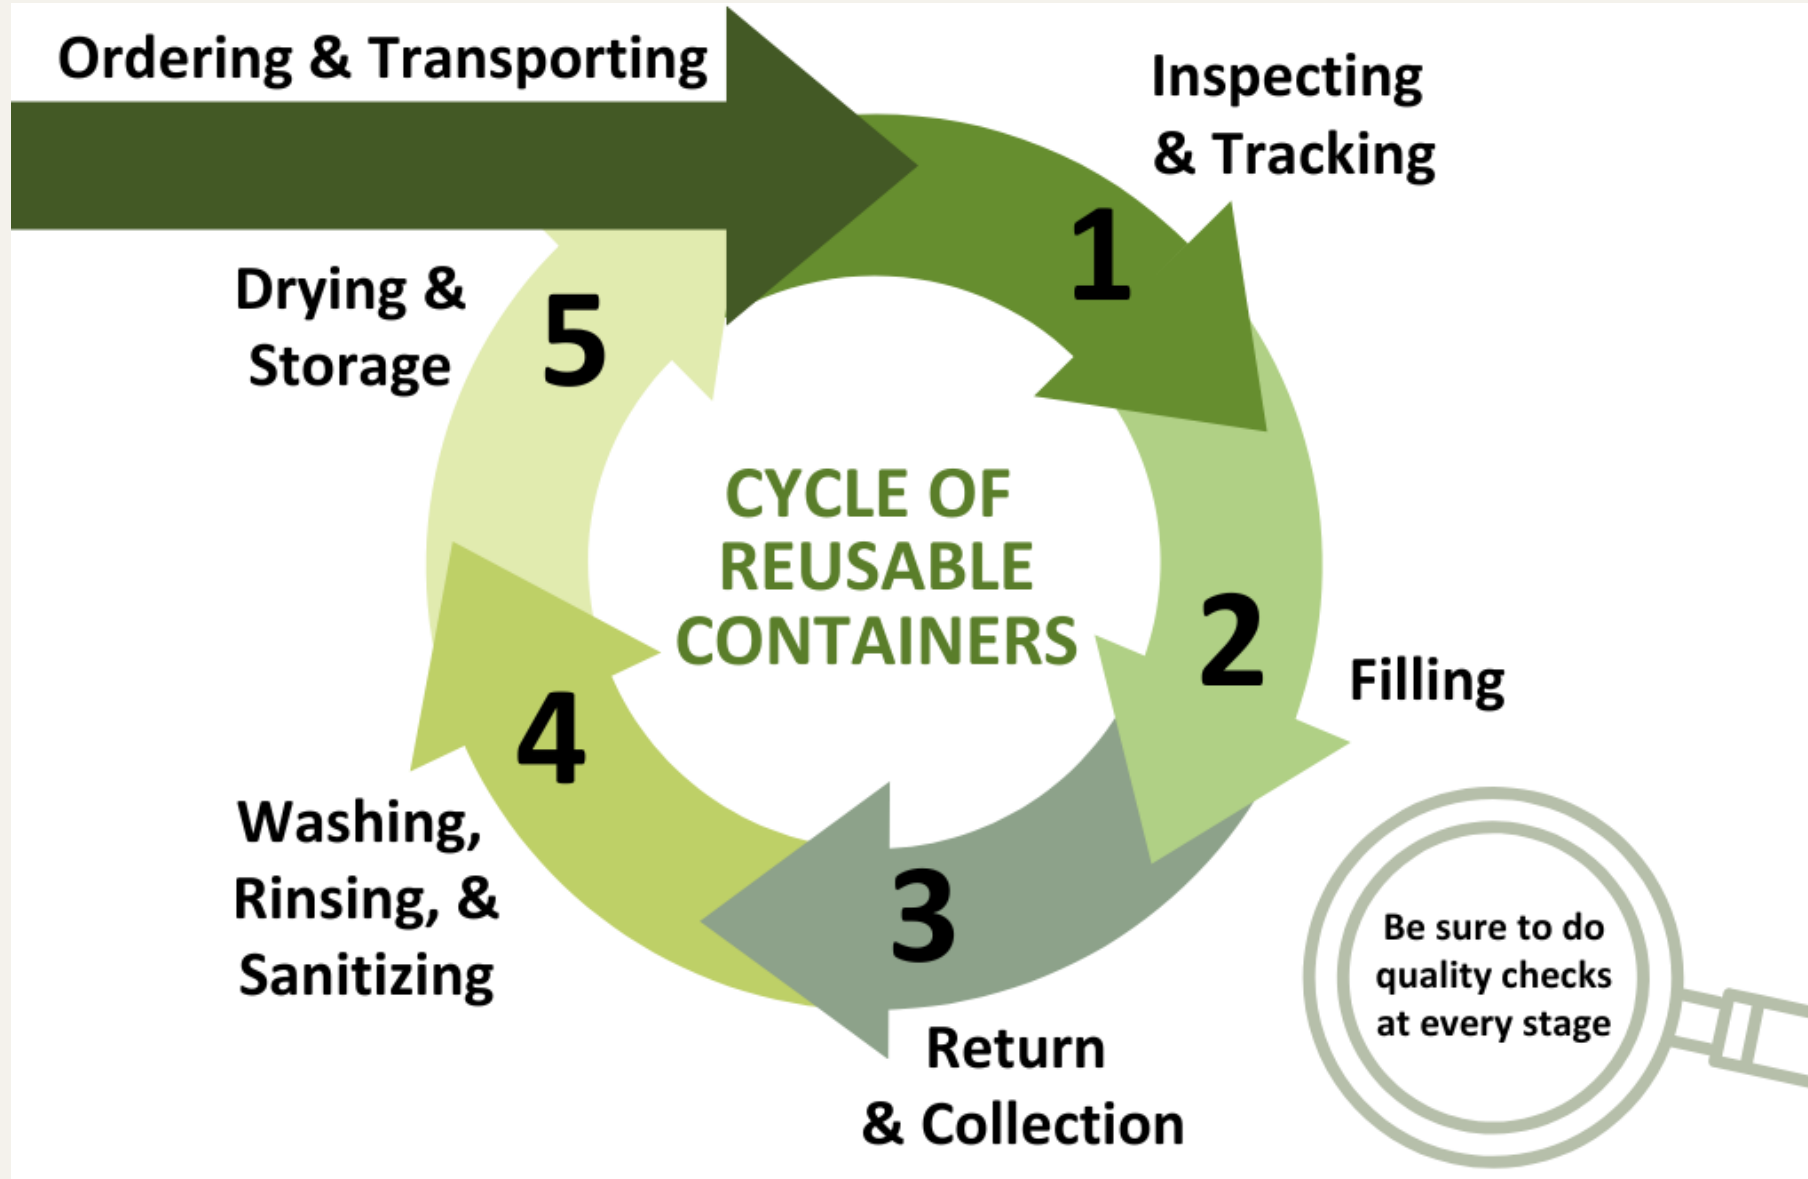 Ordering & Transporting
Inspecting
& Tracking
1
2
Filling
3
Return
& Collection
4
Washing,
Rinsing, &
Sanitizing
5
Drying &
Storage
CYCLE OF
REUSABLE
CONTAINERS
Be sure to do
quality checks
at every stage